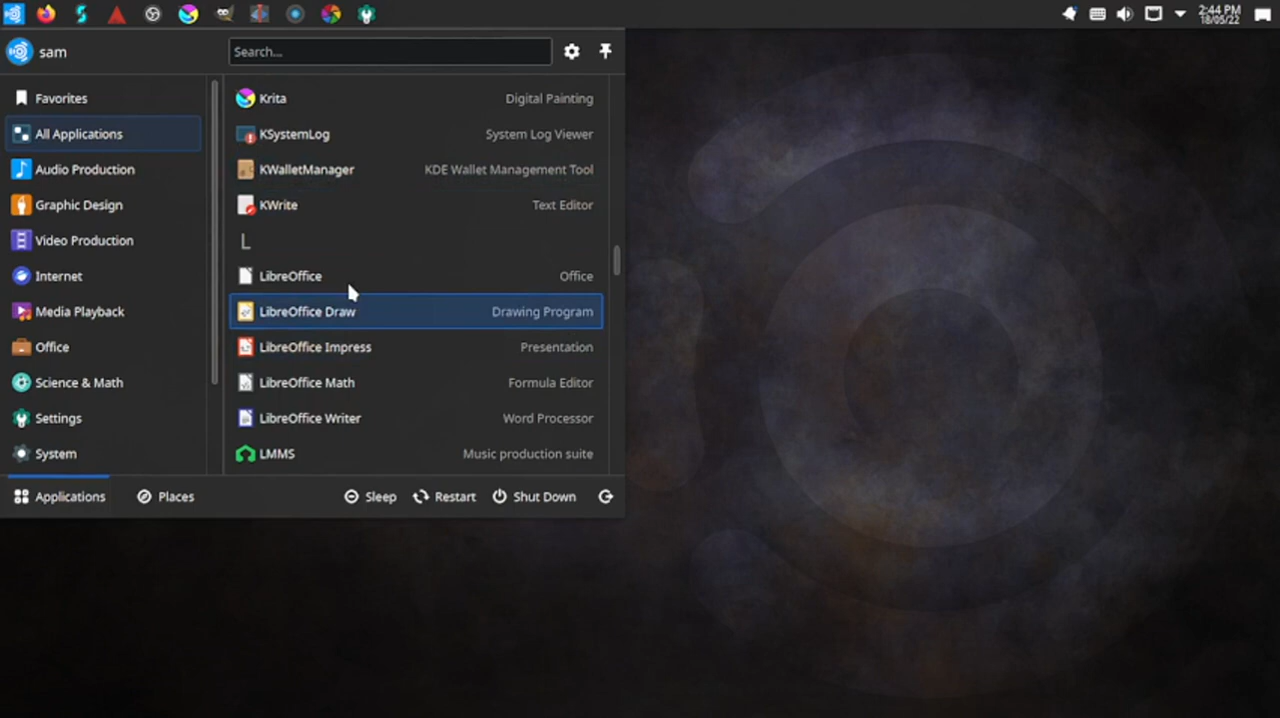 2:44 PM
18/05/22
sam
Search...
Favorites
All Applications
Audio Production
Graphic Design
Video Production
Internet
Media Playback
Office
Science & Math
Settings
System
Krita Digital Painting
KSystemLog System Log Viewer
KWalletManager KDE Wallet Management Tool
KWrite Text Editor
L
LibreOffice Office
LibreOffice Draw Drawing Program
LibreOffice Impress Presentation
LibreOffice Math Formula Editor
LibreOffice Writer Word Processor
LMMS Music production suite
Applications Places Sleep Restart Shut Down